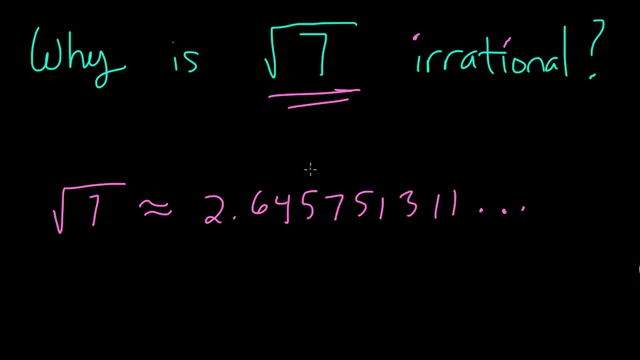 Why is √7 irrational?
√7 ≈ 2.645751311...